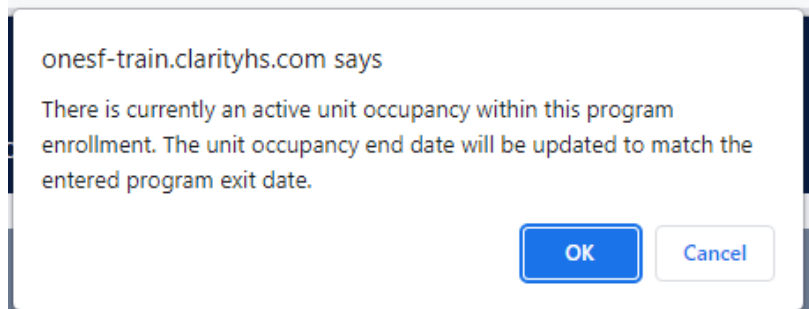 onesf-train.clarityhs.com says
There is currently an active unit occupancy within this program
enrollment. The unit occupancy end date will be updated to match the
entered program exit date.
OK
Cancel